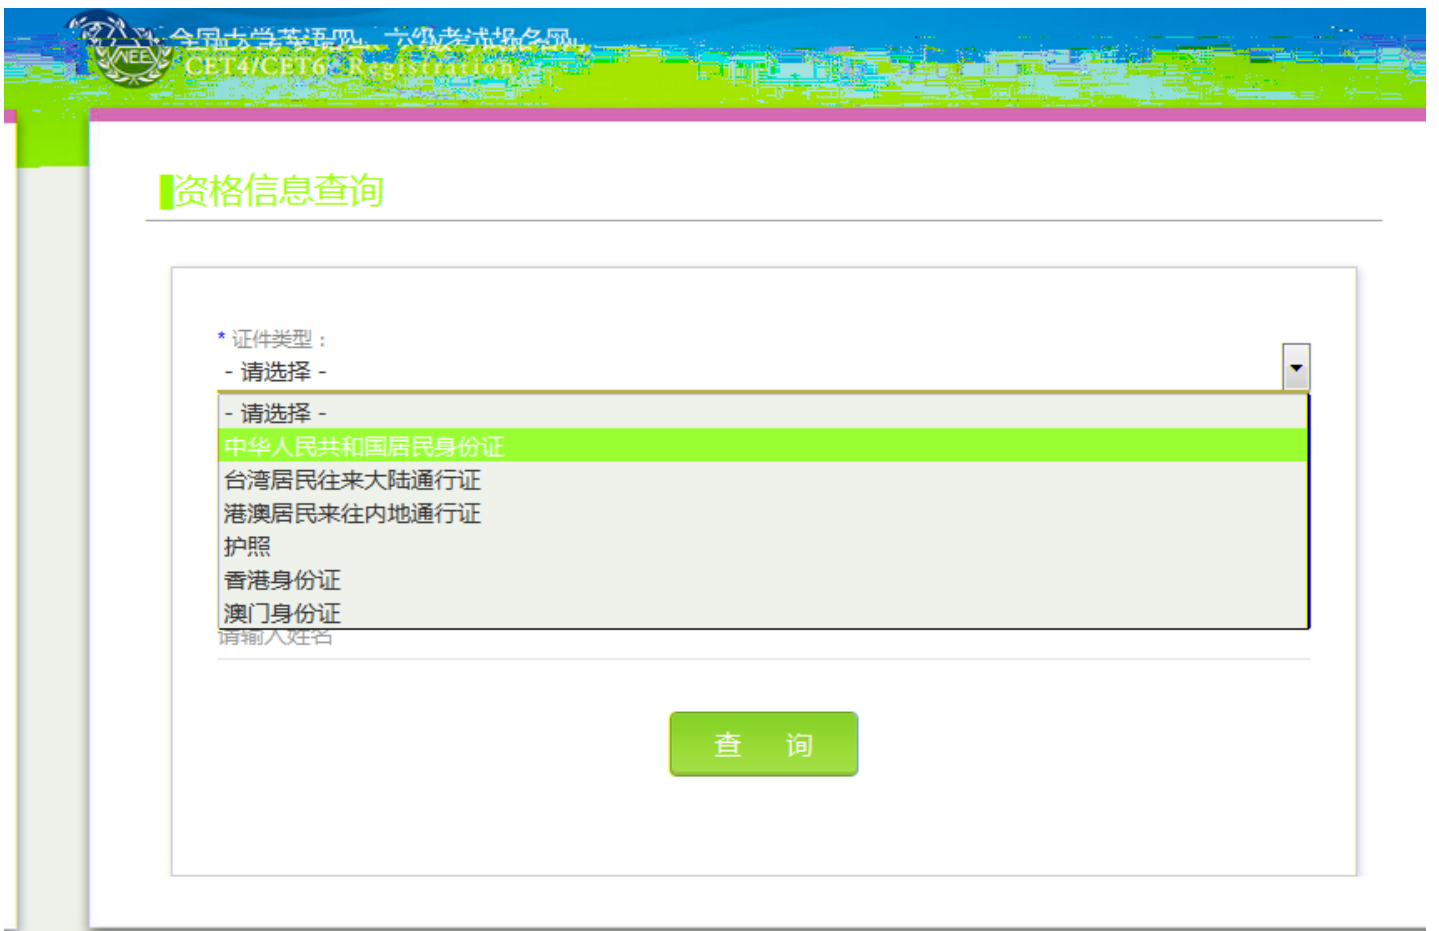 全国大学英语四、六级考试报名网
NEEA
CET4/CET6 Registration
资格信息查询
* 证件类型：
- 请选择 -
- 请选择 -
中华人民共和国居民身份证
台湾居民往来大陆通行证
港澳居民来往内地通行证
护照
香港身份证
澳门身份证
请输入姓名
查 询